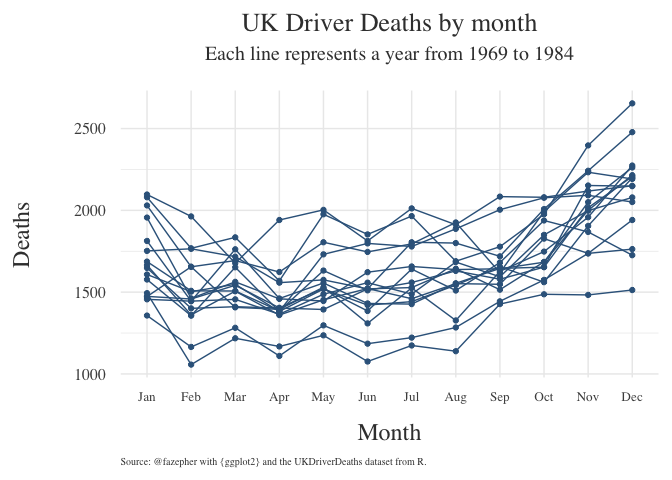 UK Driver Deaths by month
Each line represents a year from 1969 to 1984
Deaths
2500
2000
1500
1000
Jan Feb Mar Apr May Jun Jul Aug Sep Oct Nov Dec
Month
Source: @fazepher with {ggplot2} and the UKDriverDeaths dataset from R.